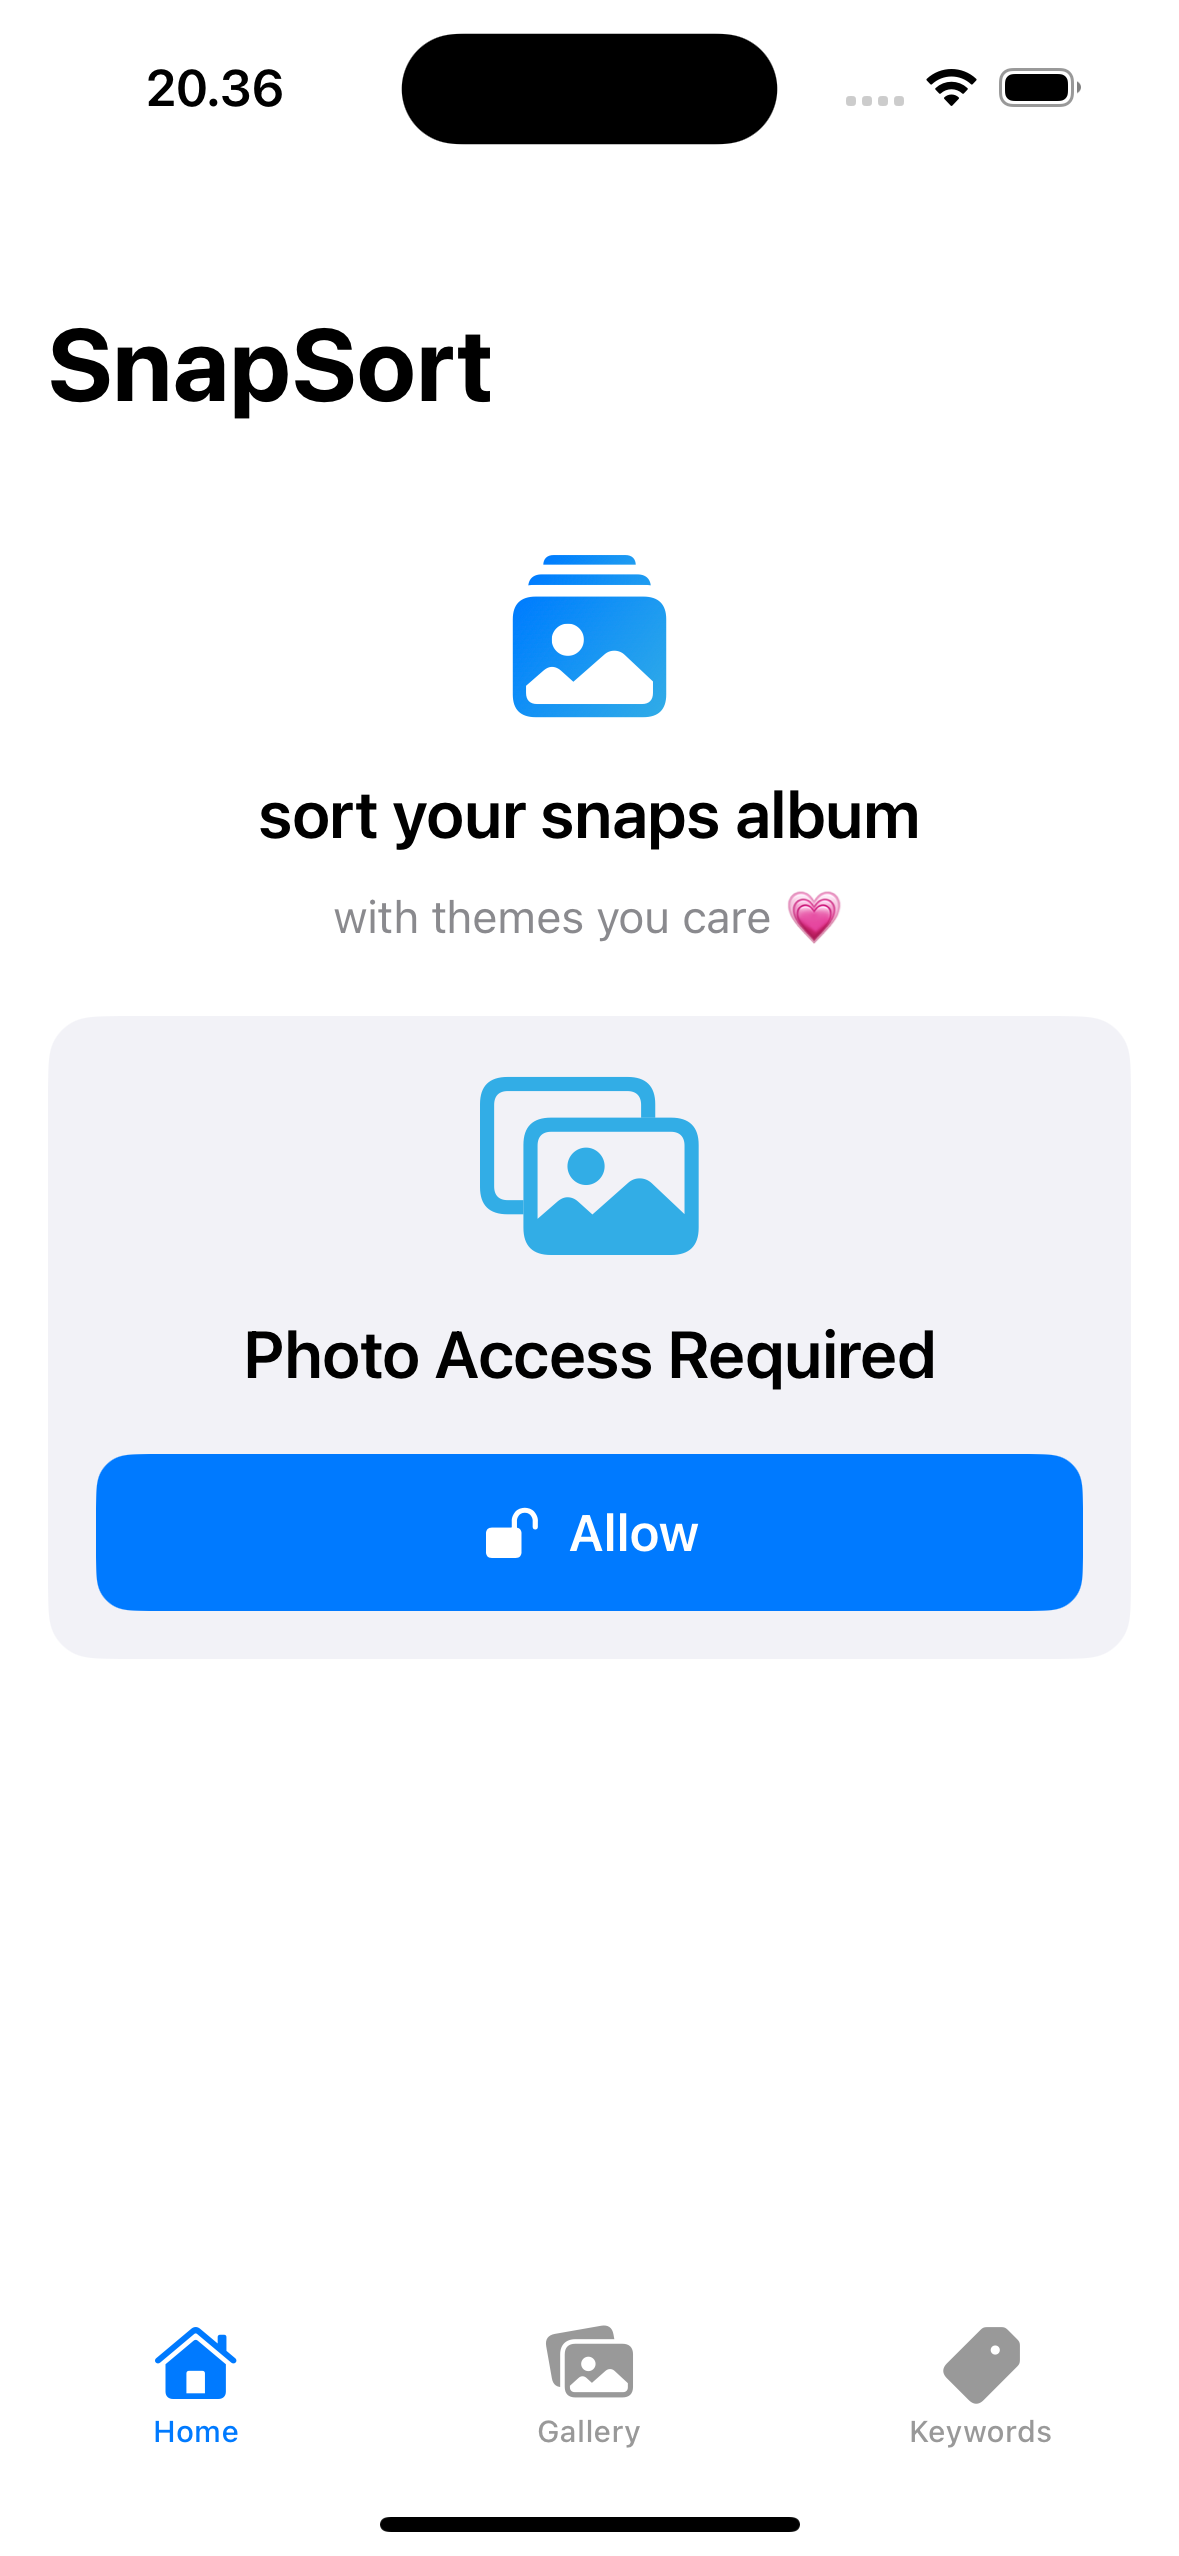 20.36
SnapSort
sort your snaps album
with themes you care 💗
Photo Access Required
Allow
Home
Gallery
Keywords